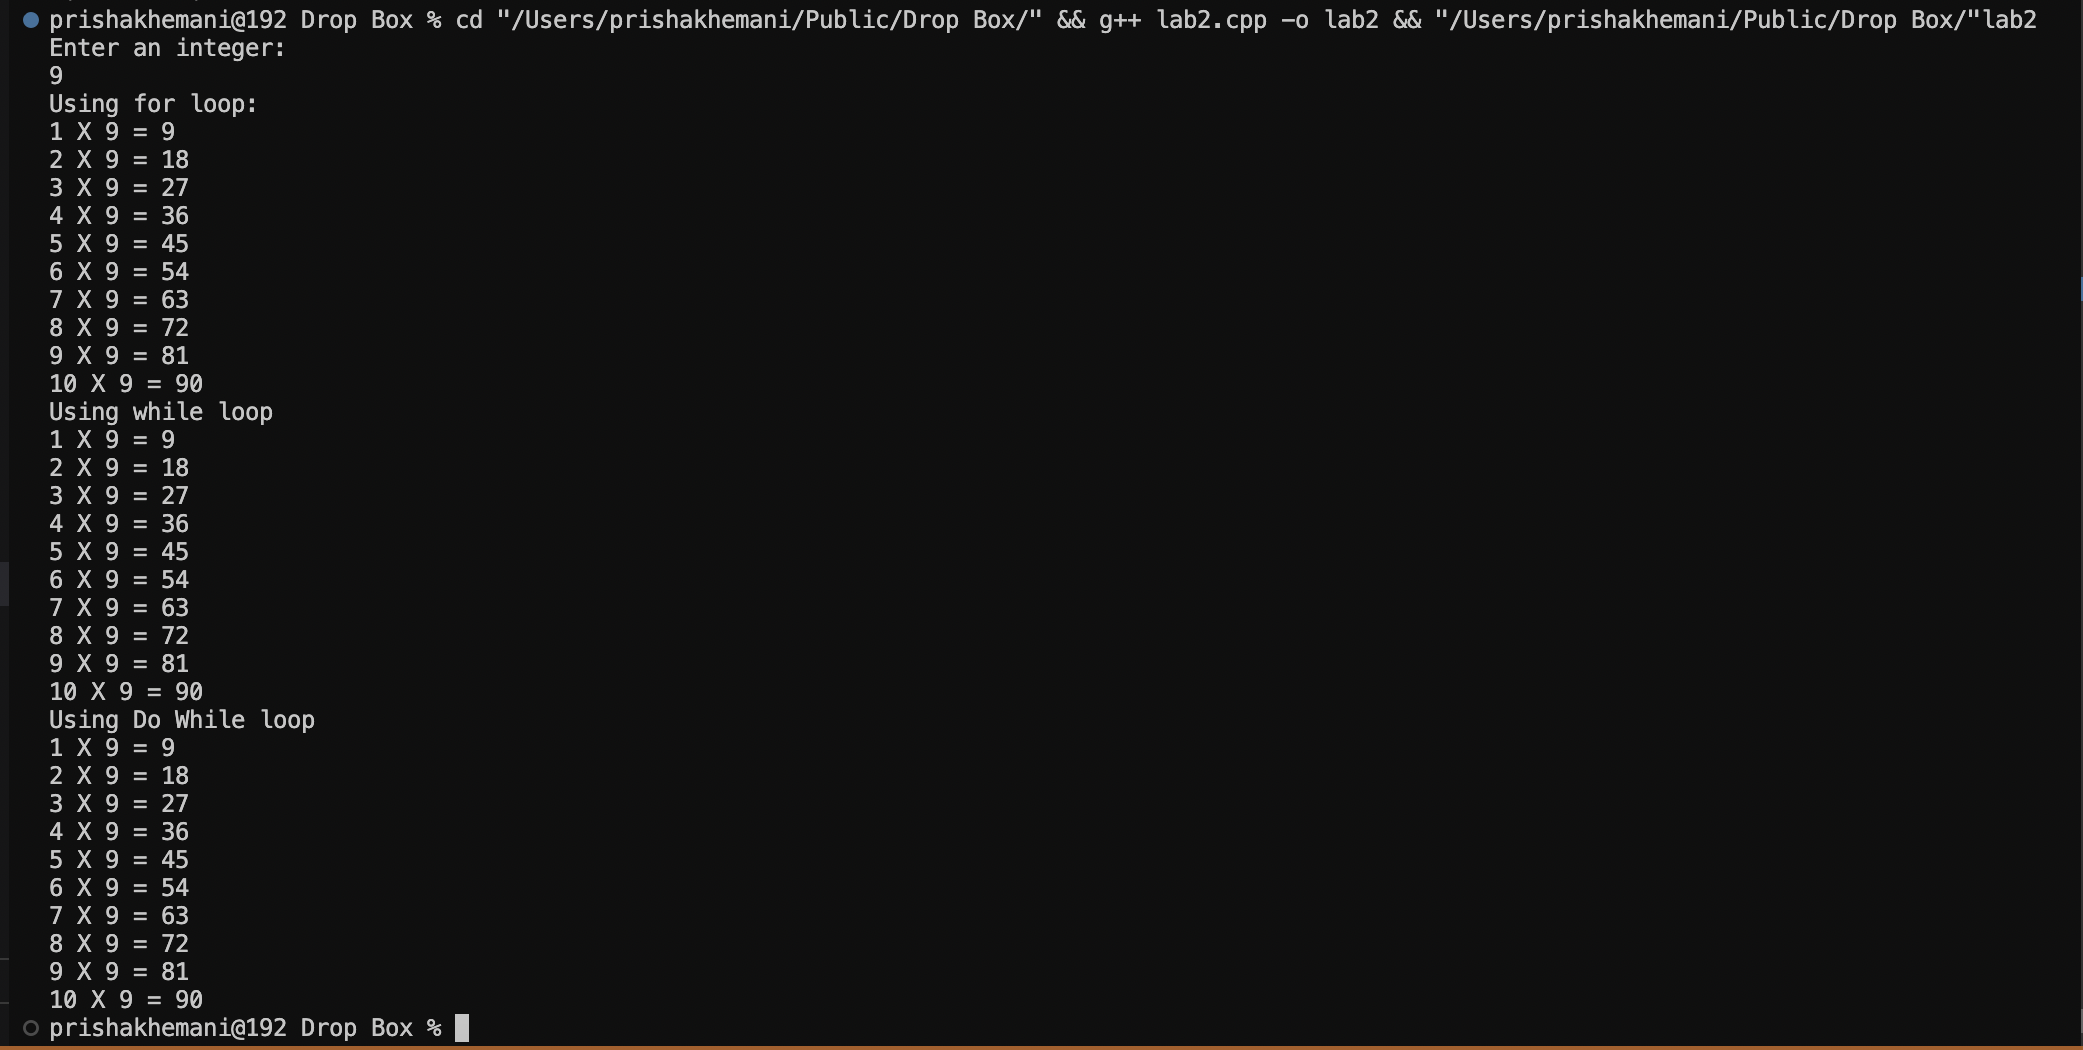 prishakhemani@192 Drop Box % cd "/Users/prishakhemani/Public/Drop Box/" && g++ lab2.cpp -o lab2 && "/Users/prishakhemani/Public/Drop Box/"lab2
Enter an integer:
9
Using for loop:
1 X 9 = 9
2 X 9 = 18
3 X 9 = 27
4 X 9 = 36
5 X 9 = 45
6 X 9 = 54
7 X 9 = 63
8 X 9 = 72
9 X 9 = 81
10 X 9 = 90
Using while loop
1 X 9 = 9
2 X 9 = 18
3 X 9 = 27
4 X 9 = 36
5 X 9 = 45
6 X 9 = 54
7 X 9 = 63
8 X 9 = 72
9 X 9 = 81
10 X 9 = 90
Using Do While loop
1 X 9 = 9
2 X 9 = 18
3 X 9 = 27
4 X 9 = 36
5 X 9 = 45
6 X 9 = 54
7 X 9 = 63
8 X 9 = 72
9 X 9 = 81
10 X 9 = 90
prishakhemani@192 Drop Box %